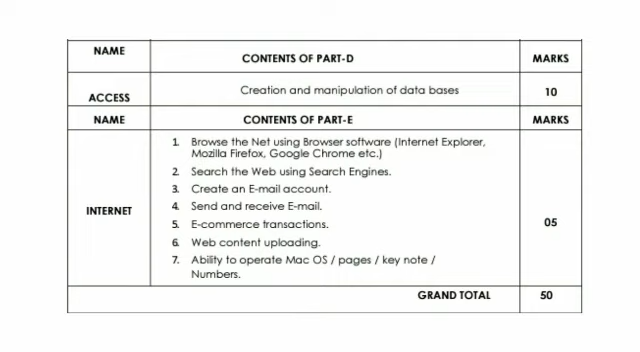 NAME CONTENTS OF PART-D MARKS
ACCESS Creation and manipulation of data bases 10
NAME CONTENTS OF PART-E MARKS
1. Browse the Net using Browser software (Internet Explorer,
Mozilla Firefox, Google Chrome etc.)
2. Search the Web using Search Engines.
3. Create an E-mail account.
4. Send and receive E-mail.
INTERNET
5. E-commerce transactions.
05
6. Web content uploading.
7. Ability to operate Mac OS / pages / key note /
Numbers.
GRAND TOTAL 50